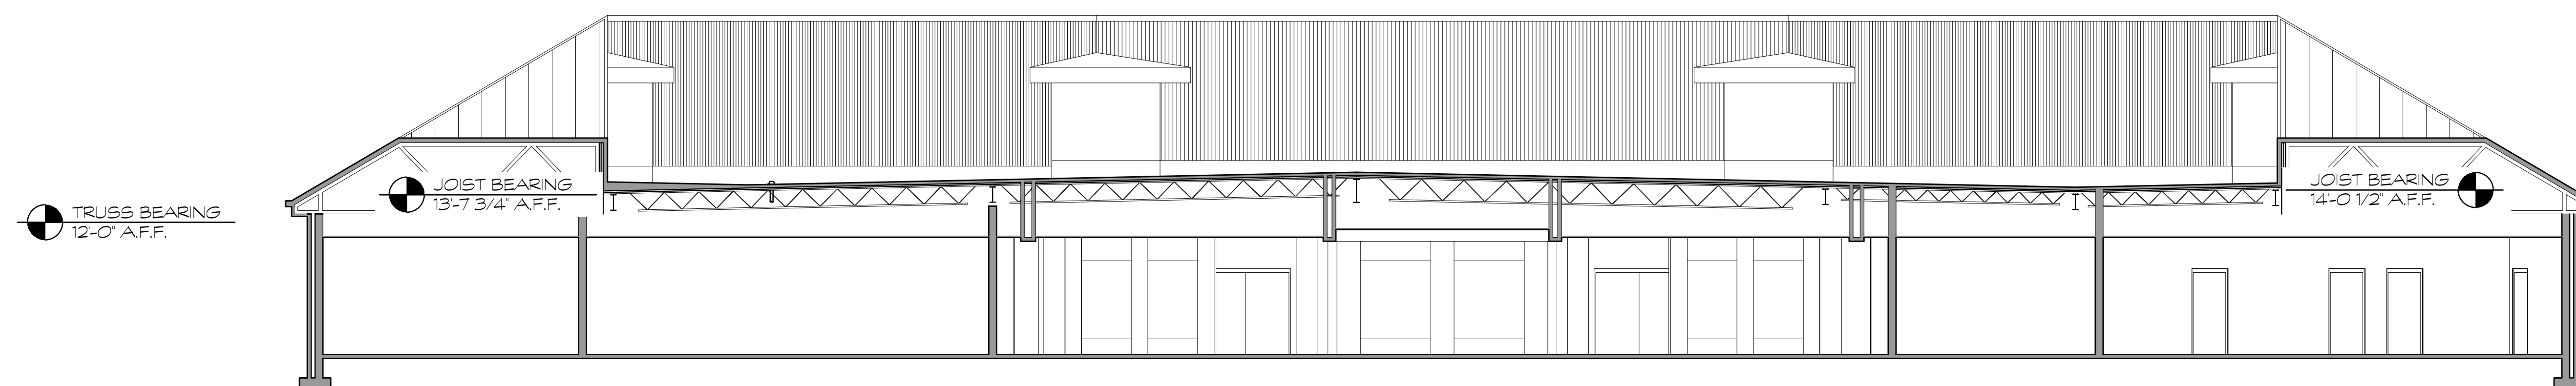 TRUSS BEARING
12'-0" A.F.F.
JOIST BEARING
13'-7 3/4" A.F.F.
JOIST BEARING
14'-0 1/2" A.F.F.